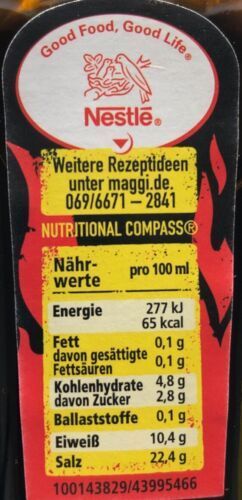 Good Food, Good Life®
Nestlé®
Weitere Rezeptideen
unter maggi.de.
069/6671 – 2841
NUTRITIONAL COMPASS®
Nähr-
werte pro 100 ml
Energie 277 kJ
65 kcal
Fett 0,1 g
davon gesättigte
Fettsäuren 0,1 g
Kohlenhydrate 4,8 g
davon Zucker 2,8 g
Ballaststoffe 0,1 g
Eiweiß 10,4 g
Salz 22,4 g
100143829/43995466